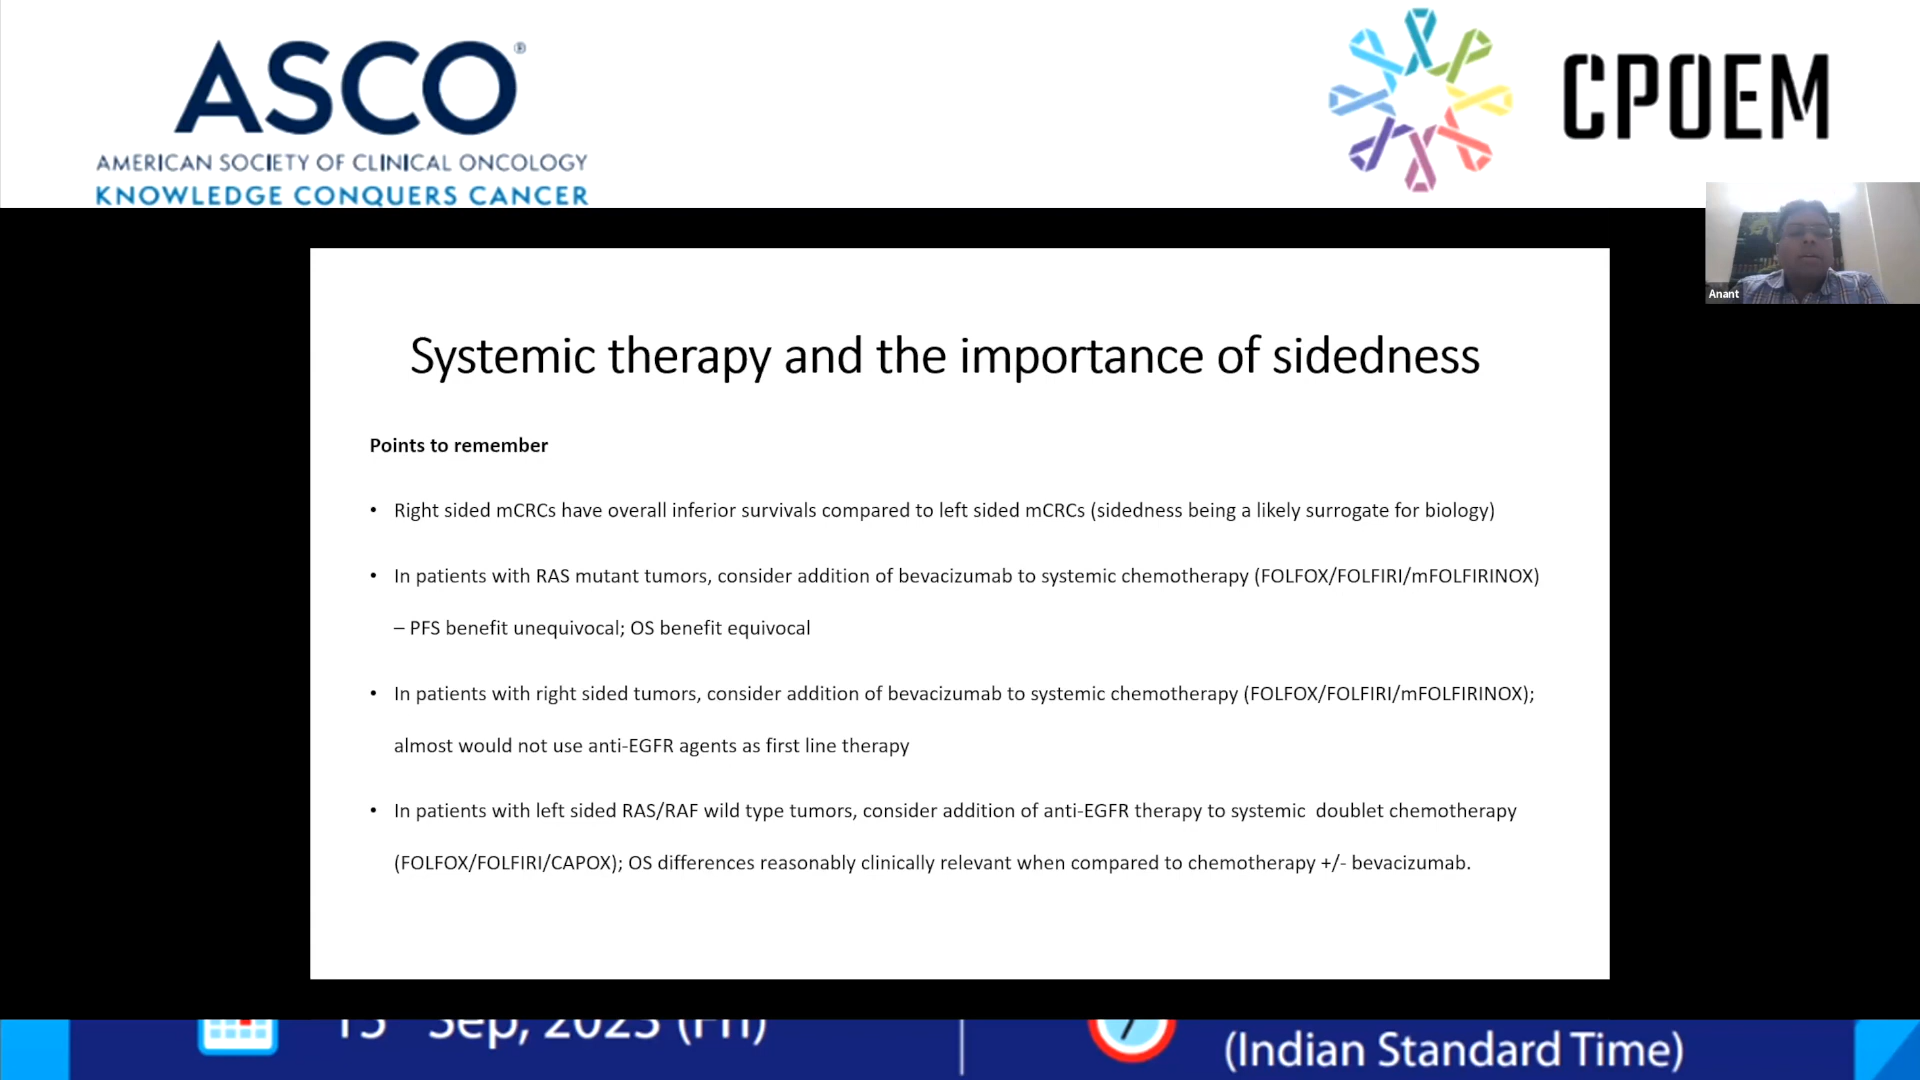 ASCO®
AMERICAN SOCIETY OF CLINICAL ONCOLOGY
KNOWLEDGE CONQUERS CANCER
CPOEM
Anant
Systemic therapy and the importance of sidedness
Points to remember
• Right sided mCRCs have overall inferior survivals compared to left sided mCRCs (sidedness being a likely surrogate for biology)
• In patients with RAS mutant tumors, consider addition of bevacizumab to systemic chemotherapy (FOLFOX/FOLFIRI/mFOLFIRINOX)
– PFS benefit unequivocal; OS benefit equivocal
• In patients with right sided tumors, consider addition of bevacizumab to systemic chemotherapy (FOLFOX/FOLFIRI/mFOLFIRINOX);
almost would not use anti-EGFR agents as first line therapy
• In patients with left sided RAS/RAF wild type tumors, consider addition of anti-EGFR therapy to systemic doublet chemotherapy
(FOLFOX/FOLFIRI/CAPOX); OS differences reasonably clinically relevant when compared to chemotherapy +/- bevacizumab.
Sep, 2023 (Fri)
(Indian Standard Time)